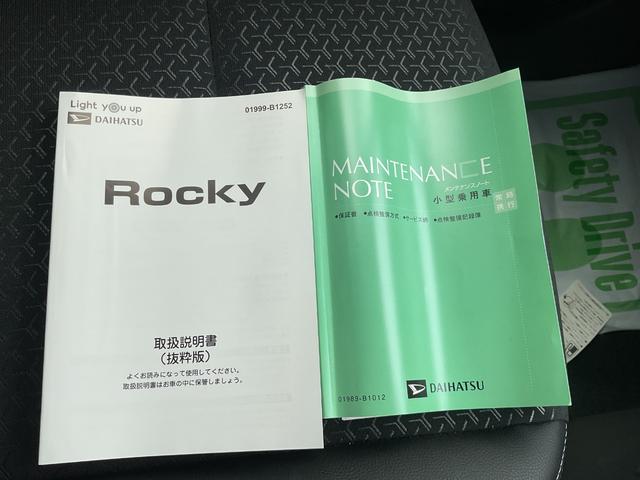 Light you up
DAIHATSU
01999-B1252
Rocky
取扱説明書
(抜粋版)
よくお読みになって使用してください。
取扱説明書はお車の中に保管しましょう。
MAINTENANCE
NOTE
メンテナンスノート
小型乗用車
常時
携行
●保証書 ●点検整備方式 ●サービス網 ●点検整備記録簿
01989-B1012
DAIHATSU
Safety Drive